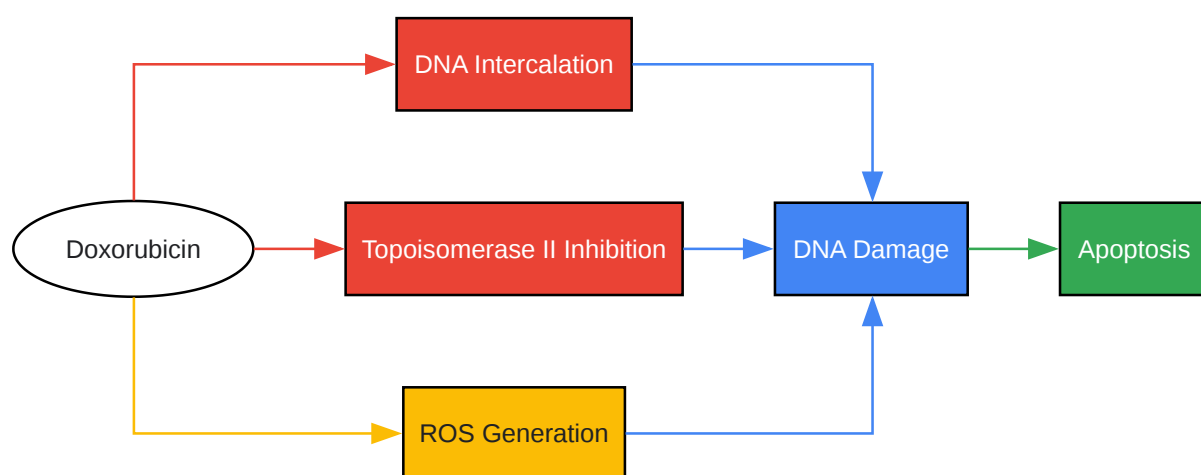 DNA Intercalation
Doxorubicin
Topoisomerase II Inhibition
DNA Damage
Apoptosis
ROS Generation